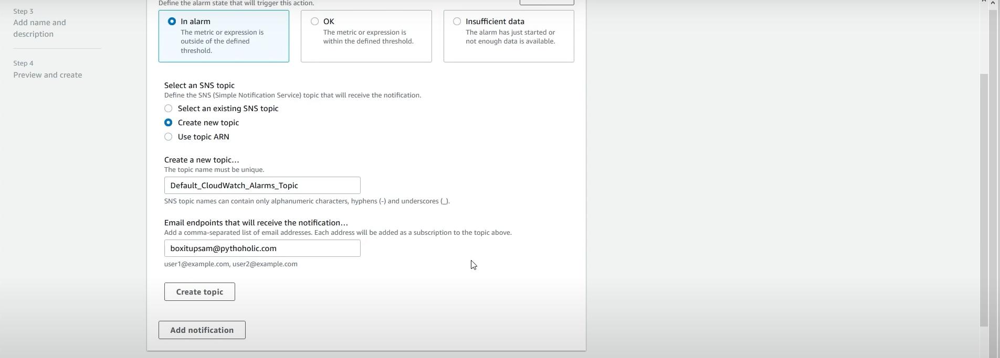 Step 3
Add name and
description
Step 4
Preview and create
Define the alarm state that will trigger this action.
In alarm
The metric or expression is
outside of the defined
threshold.
OK
The metric or expression is
within the defined threshold.
Insufficient data
The alarm has just started or
not enough data is available.
Select an SNS topic
Define the SNS (Simple Notification Service) topic that will receive the notification.
Select an existing SNS topic
Create new topic
Use topic ARN
Create a new topic…
The topic name must be unique.
Default_CloudWatch_Alarms_Topic
SNS topic names can contain only alphanumeric characters, hyphens (-) and underscores (_).
Email endpoints that will receive the notification…
Add a comma-separated list of email addresses. Each address will be added as a subscription to the topic above.
boxitupsam@pythoholic.com
user1@example.com, user2@example.com
Create topic
Add notification